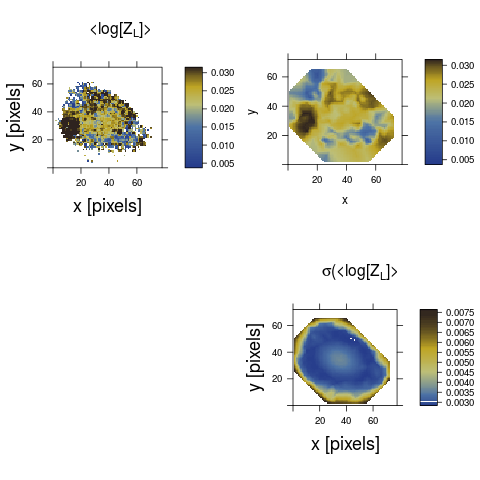 <log[Z_L]>
60
40
20
20 40 60
x [pixels]
y [pixels]
0.030
0.025
0.020
0.015
0.010
0.005
60
40
20
20 40 60
x
y
0.030
0.025
0.020
0.015
0.010
0.005
σ(<log[Z_L]>
60
40
20
20 40 60
x [pixels]
y [pixels]
0.0075
0.0070
0.0065
0.0060
0.0055
0.0050
0.0045
0.0040
0.0035
0.0030